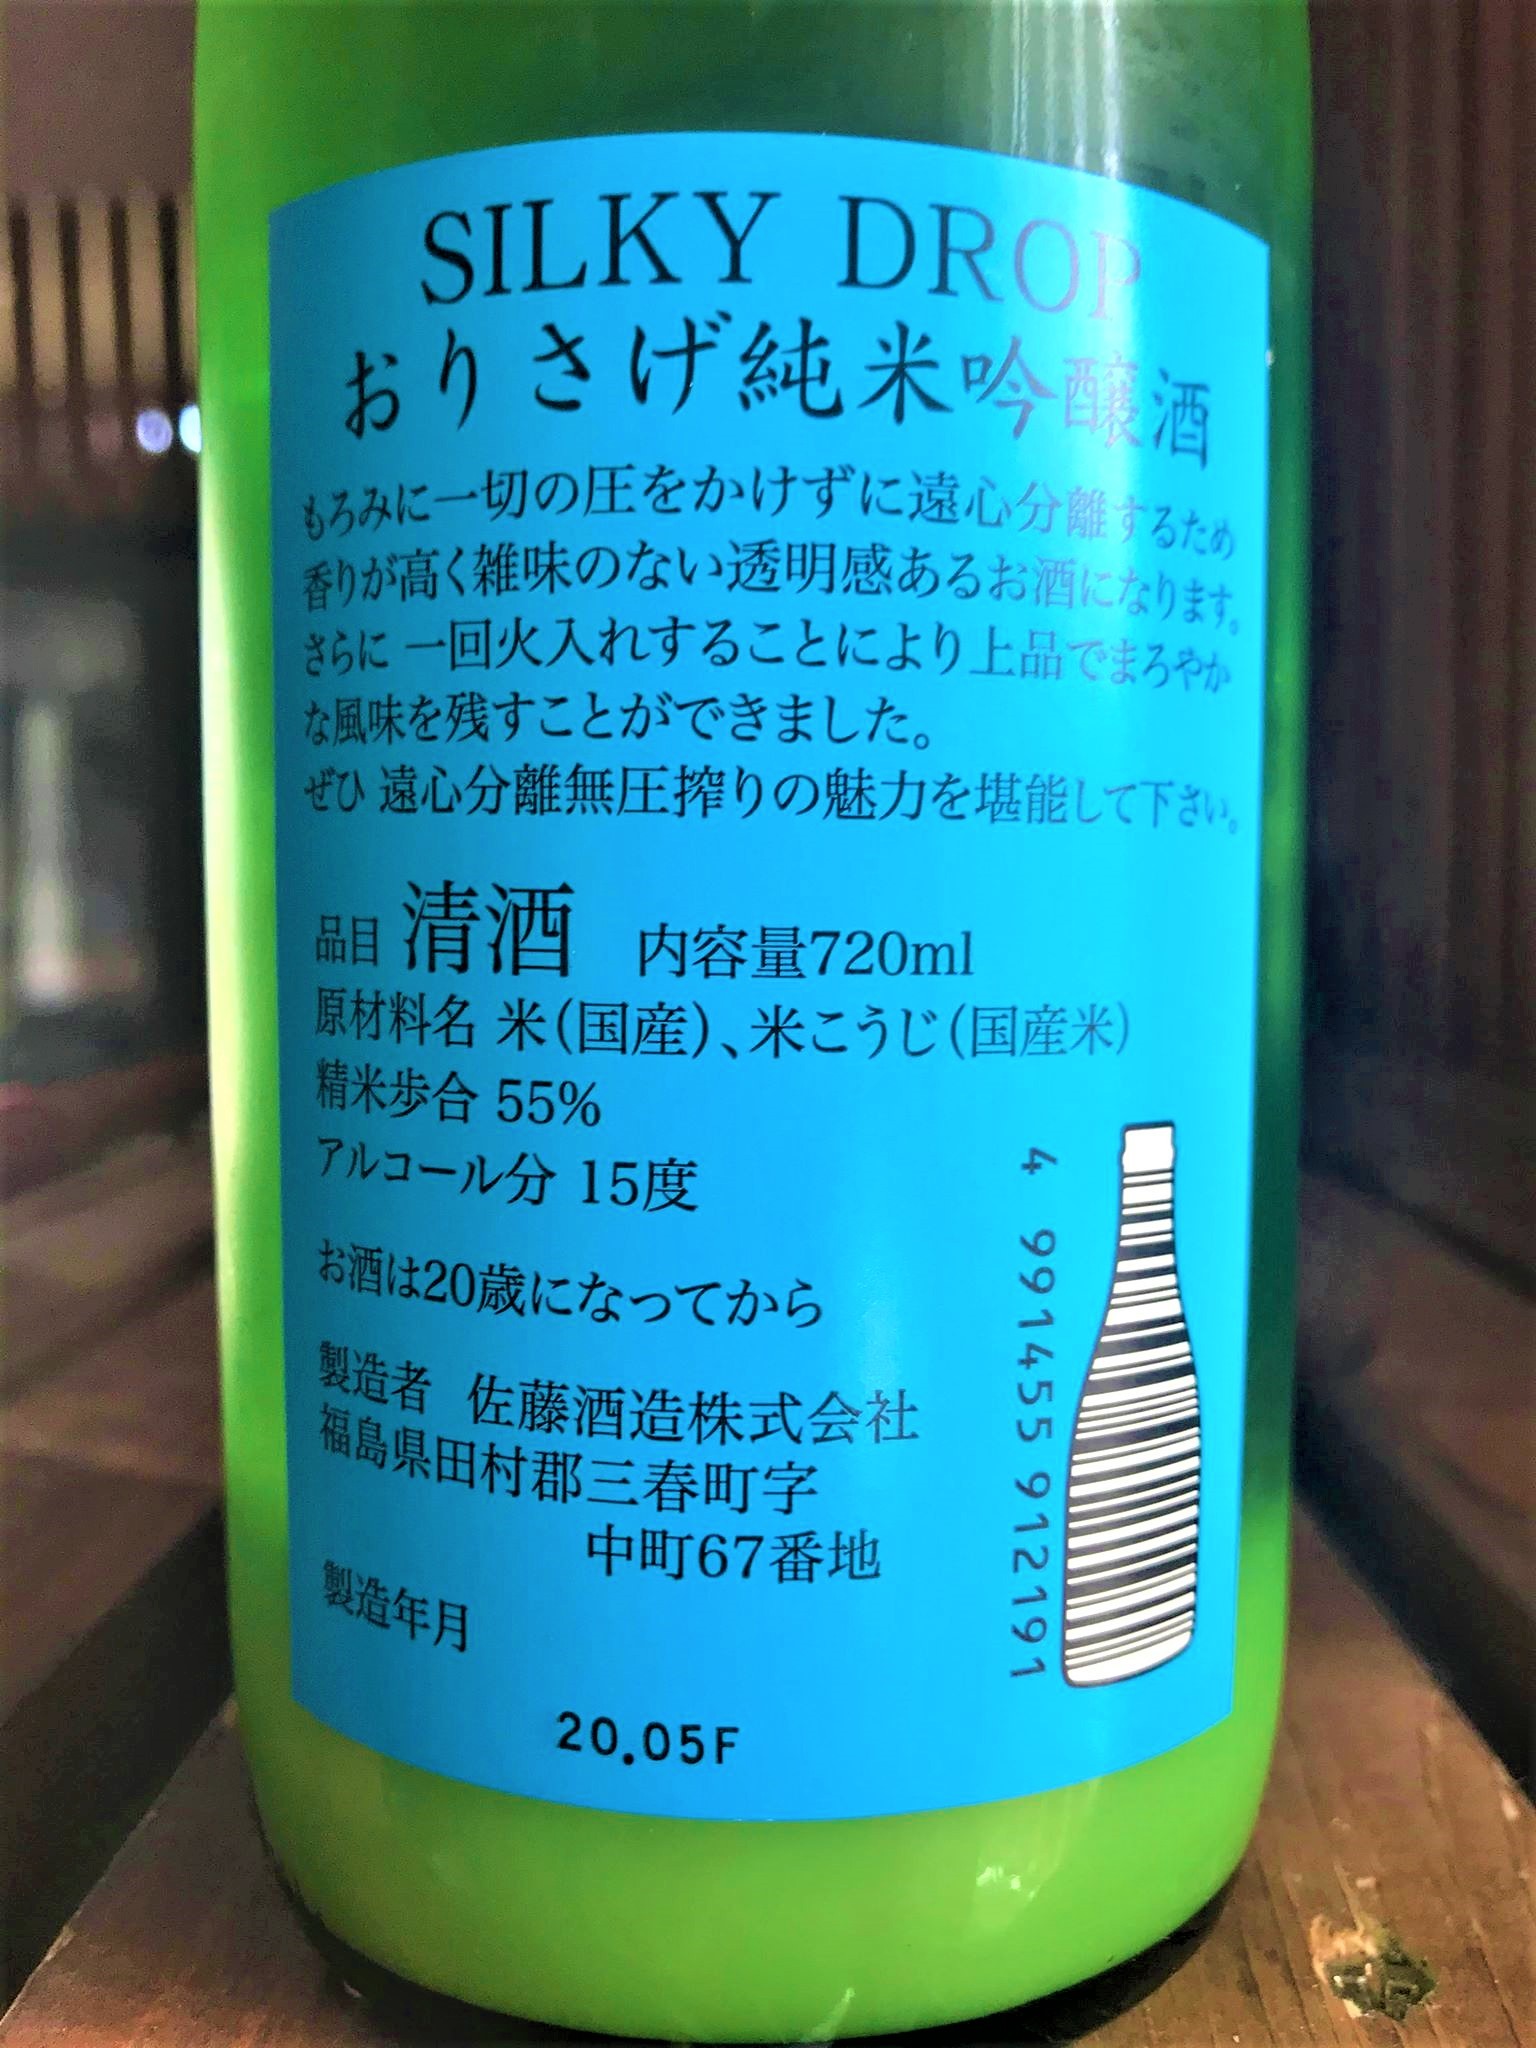 SILKY DROP
おりさげ純米吟醸酒
もろみに一切の圧をかけずに遠心分離するため
香りが高く雑味のない透明感あるお酒になります。
さらに 一回火入れすることにより上品でまろやか
な風味を残すことができました。
ぜひ 遠心分離無圧搾りの魅力を堪能して下さい。
品目 清酒 内容量720ml
原材料名 米(国産)、米こうじ(国産米)
精米歩合 55%
アルコール分 15度
お酒は20歳になってから
製造者 佐藤酒造株式会社
福島県田村郡三春町字
中町67番地
製造年月
20.05F
4 991455 912191